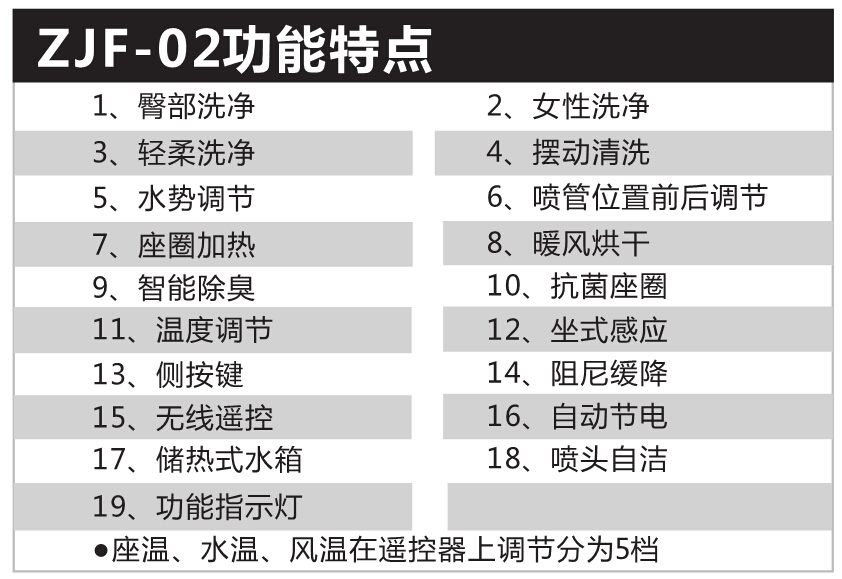 ZJF-02功能特点
1、臀部洗净 2、女性洗净
3、轻柔洗净 4、摆动清洗
5、水势调节 6、喷管位置前后调节
7、座圈加热 8、暖风烘干
9、智能除臭 10、抗菌座圈
11、温度调节 12、坐式感应
13、侧按键 14、阻尼缓降
15、无线遥控 16、自动节电
17、储热式水箱 18、喷头自洁
19、功能指示灯
●座温、水温、风温在遥控器上调节分为5档